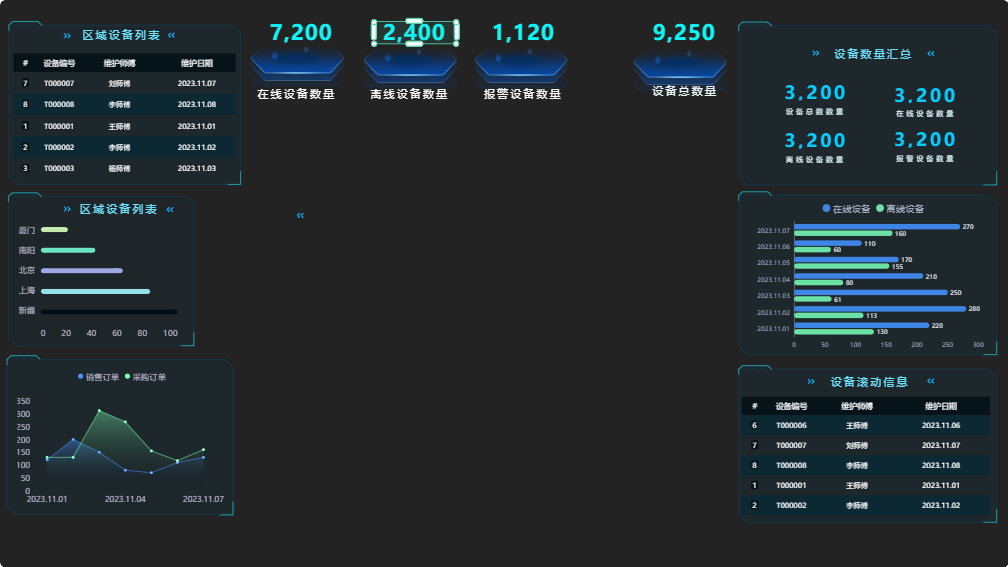 区域设备列表
# 设备编号 维护师傅 维护日期
7 T000007 刘师傅 2023.11.07
8 T000008 李师傅 2023.11.08
1 T000001 王师傅 2023.11.01
2 T000002 李师傅 2023.11.02
3 T000003 杨师傅 2023.11.03
7,200
在线设备数量
2,400
离线设备数量
1,120
报警设备数量
9,250
设备总数量
设备数量汇总
3,200 3,200
设备总数数量 在线设备数量
3,200 3,200
离线设备数量 报警设备数量
区域设备列表
厦门
南阳
北京
上海
新疆
0 20 40 60 80 100
在线设备 离线设备
2023.11.07 270 160
2023.11.06 110 60
2023.11.05 170 155
2023.11.04 210 80
2023.11.03 250 61
2023.11.02 280 113
2023.11.01 220 130
0 50 100 150 200 250 300
销售订单 采购订单
350
300
250
200
150
100
50
0
2023.11.01 2023.11.04 2023.11.07
设备滚动信息
# 设备编号 维护师傅 维护日期
6 T000006 王师傅 2023.11.06
7 T000007 刘师傅 2023.11.07
8 T000008 李师傅 2023.11.08
1 T000001 王师傅 2023.11.01
2 T000002 李师傅 2023.11.02